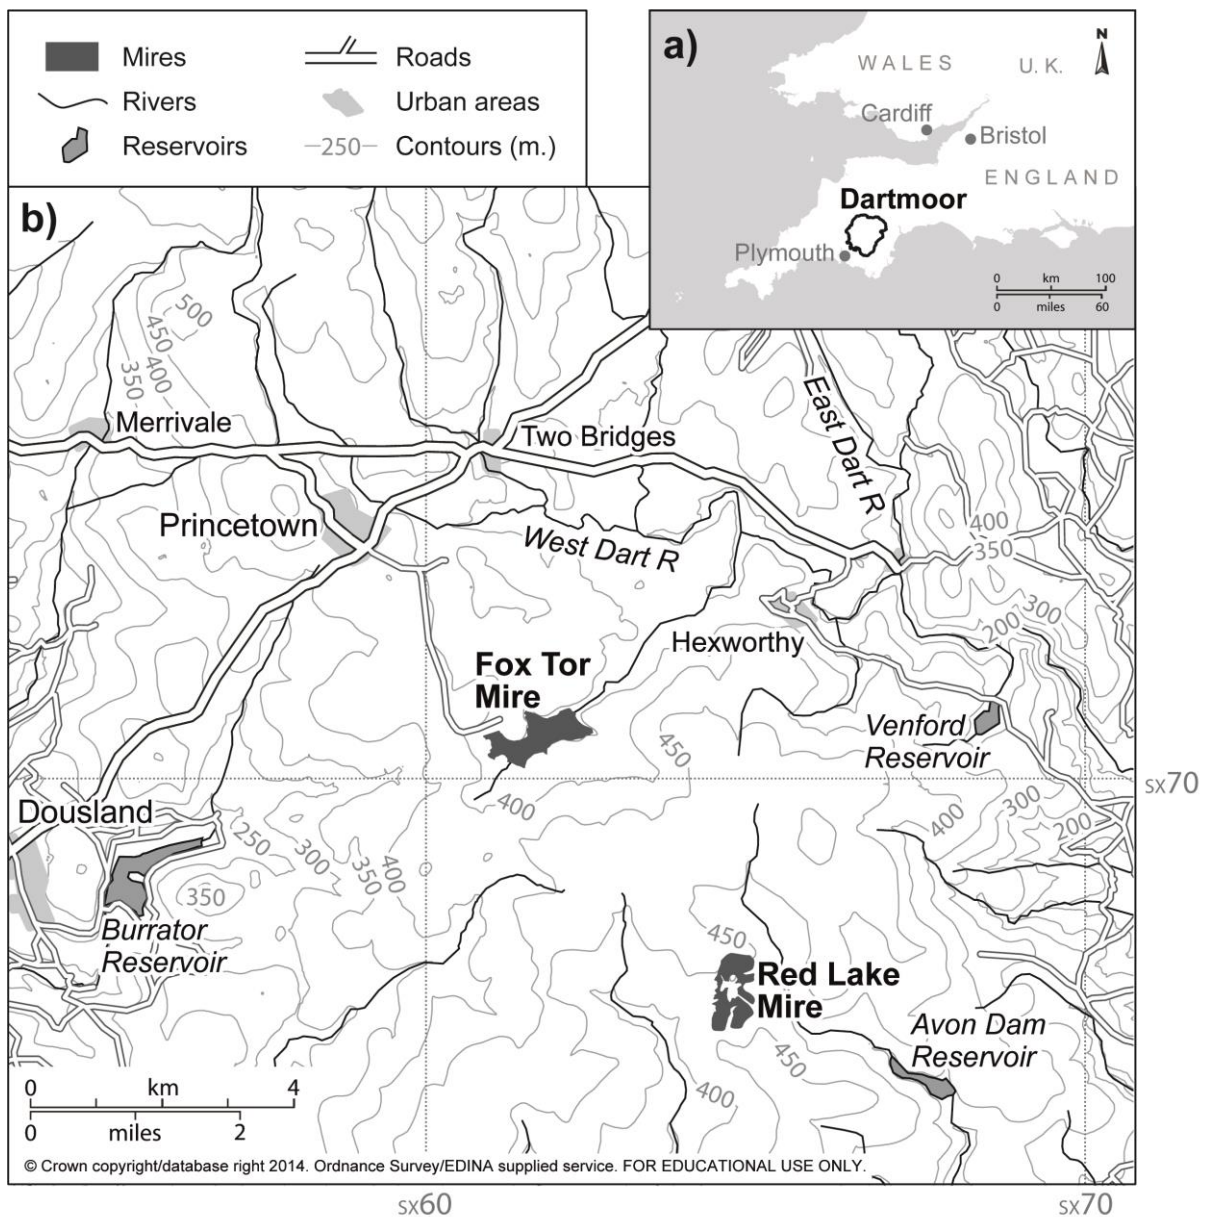 Mires
Roads
Rivers
Urban areas
Reservoirs
250
Contours (m.)
a)
N
WALES
U. K.
Cardiff
Bristol
ENGLAND
Dartmoor
Plymouth
0 km 100
0 miles 60
b)
500
450
400
350
Merrivale
Two Bridges
East Dart R
Princetown
West Dart R
400
350
300
200
Hexworthy
Fox Tor
Mire
450
Venford
Reservoir
SX70
400
400
300
200
Dousland
250
300
350
400
350
Burrator
Reservoir
450
Red Lake
Mire
Avon Dam
Reservoir
450
400
0 km 4
0 miles 2
© Crown copyright/database right 2014. Ordnance Survey/EDINA supplied service. FOR EDUCATIONAL USE ONLY.
SX60
SX70